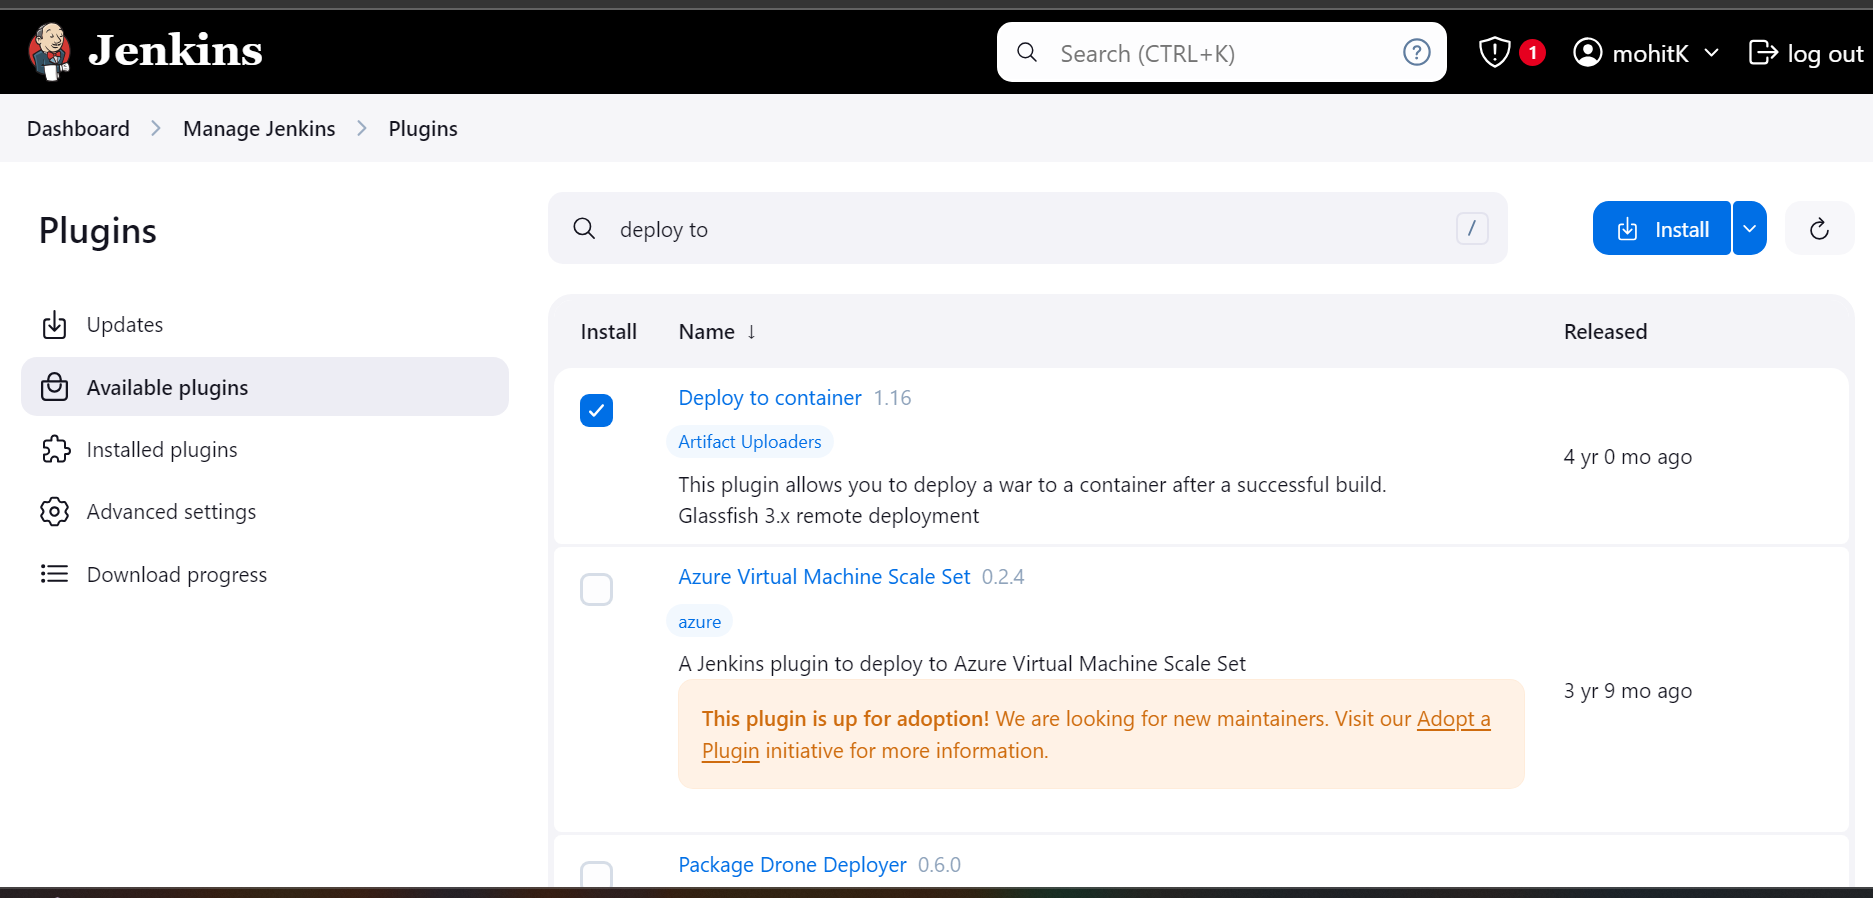 Jenkins
Search (CTRL+K)
?
1
mohitK
log out
Dashboard
Manage Jenkins
Plugins
Plugins
deploy to
/
Install
Updates
Available plugins
Installed plugins
Advanced settings
Download progress
Install
Name ↓
Released
Deploy to container 1.16
Artifact Uploaders
This plugin allows you to deploy a war to a container after a successful build.
Glassfish 3.x remote deployment
4 yr 0 mo ago
Azure Virtual Machine Scale Set 0.2.4
azure
A Jenkins plugin to deploy to Azure Virtual Machine Scale Set
This plugin is up for adoption! We are looking for new maintainers. Visit our Adopt a
Plugin initiative for more information.
3 yr 9 mo ago
Package Drone Deployer 0.6.0